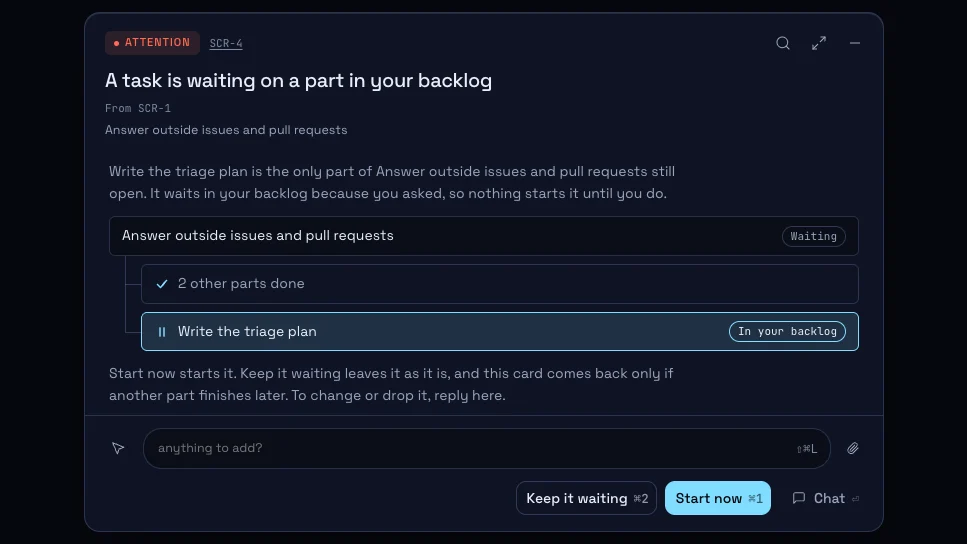 ATTENTION SCR-4
A task is waiting on a part in your backlog
From SCR-1
Answer outside issues and pull requests
Write the triage plan is the only part of Answer outside issues and pull requests still
open. It waits in your backlog because you asked, so nothing starts it until you do.
Answer outside issues and pull requests Waiting
2 other parts done
Write the triage plan In your backlog
Start now starts it. Keep it waiting leaves it as it is, and this card comes back only if
another part finishes later. To change or drop it, reply here.
anything to add? ⇧⌘L
Keep it waiting ⌘2 Start now ⌘1 Chat ⏎